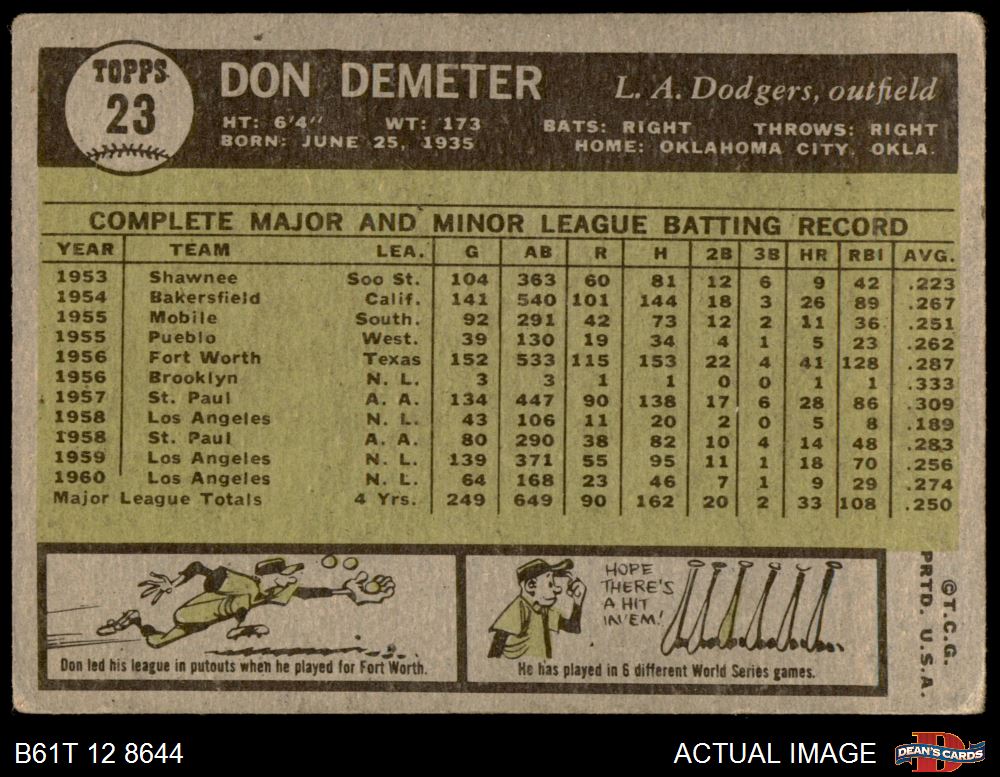 TOPPS
23
DON DEMETER
L. A. Dodgers, outfield
HT: 6'4" WT: 173 BATS: RIGHT THROWS: RIGHT
BORN: JUNE 25, 1935 HOME: OKLAHOMA CITY, OKLA.
COMPLETE MAJOR AND MINOR LEAGUE BATTING RECORD
YEAR TEAM LEA. G AB R H 2B 3B HR RBI AVG.
1953 Shawnee Soo St. 104 363 60 81 12 6 9 42 .223
1954 Bakersfield Calif. 141 540 101 144 18 3 26 89 .267
1955 Mobile South. 92 291 42 73 12 2 11 36 .251
1955 Pueblo West. 39 130 19 34 4 1 5 23 .262
1956 Fort Worth Texas 152 533 115 153 22 4 41 128 .287
1956 Brooklyn N. L. 3 3 1 1 0 0 1 1 .333
1957 St. Paul A. A. 134 447 90 138 17 6 28 86 .309
1958 Los Angeles N. L. 43 106 11 20 2 0 5 8 .189
1958 St. Paul A. A. 80 290 38 82 10 4 14 48 .283
1959 Los Angeles N. L. 139 371 55 95 11 1 18 70 .256
1960 Los Angeles N. L. 64 168 23 46 7 1 9 29 .274
Major League Totals 4 Yrs. 249 649 90 162 20 2 33 108 .250
Don led his league in putouts when he played for Fort Worth.
HOPE
THERE'S
A HIT
IN 'EM!
He has played in 6 different World Series games.
©T.C.G.
PRTD. U.S.A.
B61T 12 8644
ACTUAL IMAGE
D
DEAN'S CARDS